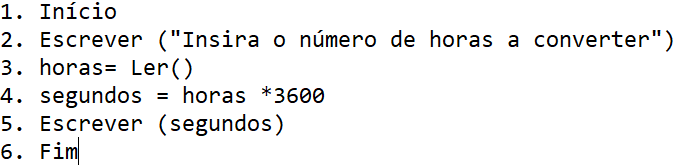 1. Início
2. Escrever ("Insira o número de horas a converter")
3. horas= Ler()
4. segundos = horas *3600
5. Escrever (segundos)
6. Fim